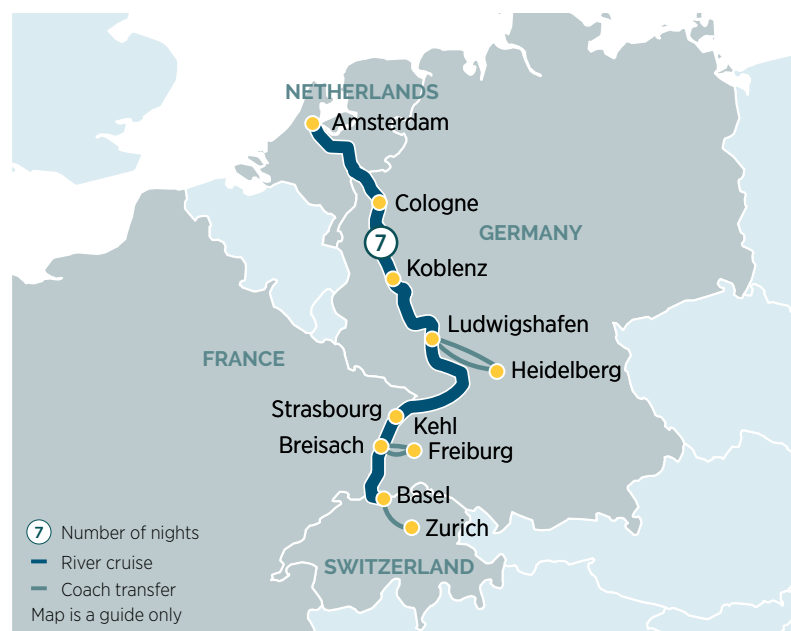 NETHERLANDS
Amsterdam
Cologne
GERMANY
7
Koblenz
Ludwigshafen
FRANCE
Heidelberg
Strasbourg
Kehl
Breisach
Freiburg
Basel
Zurich
SWITZERLAND
7 Number of nights
River cruise
Coach transfer
Map is a guide only